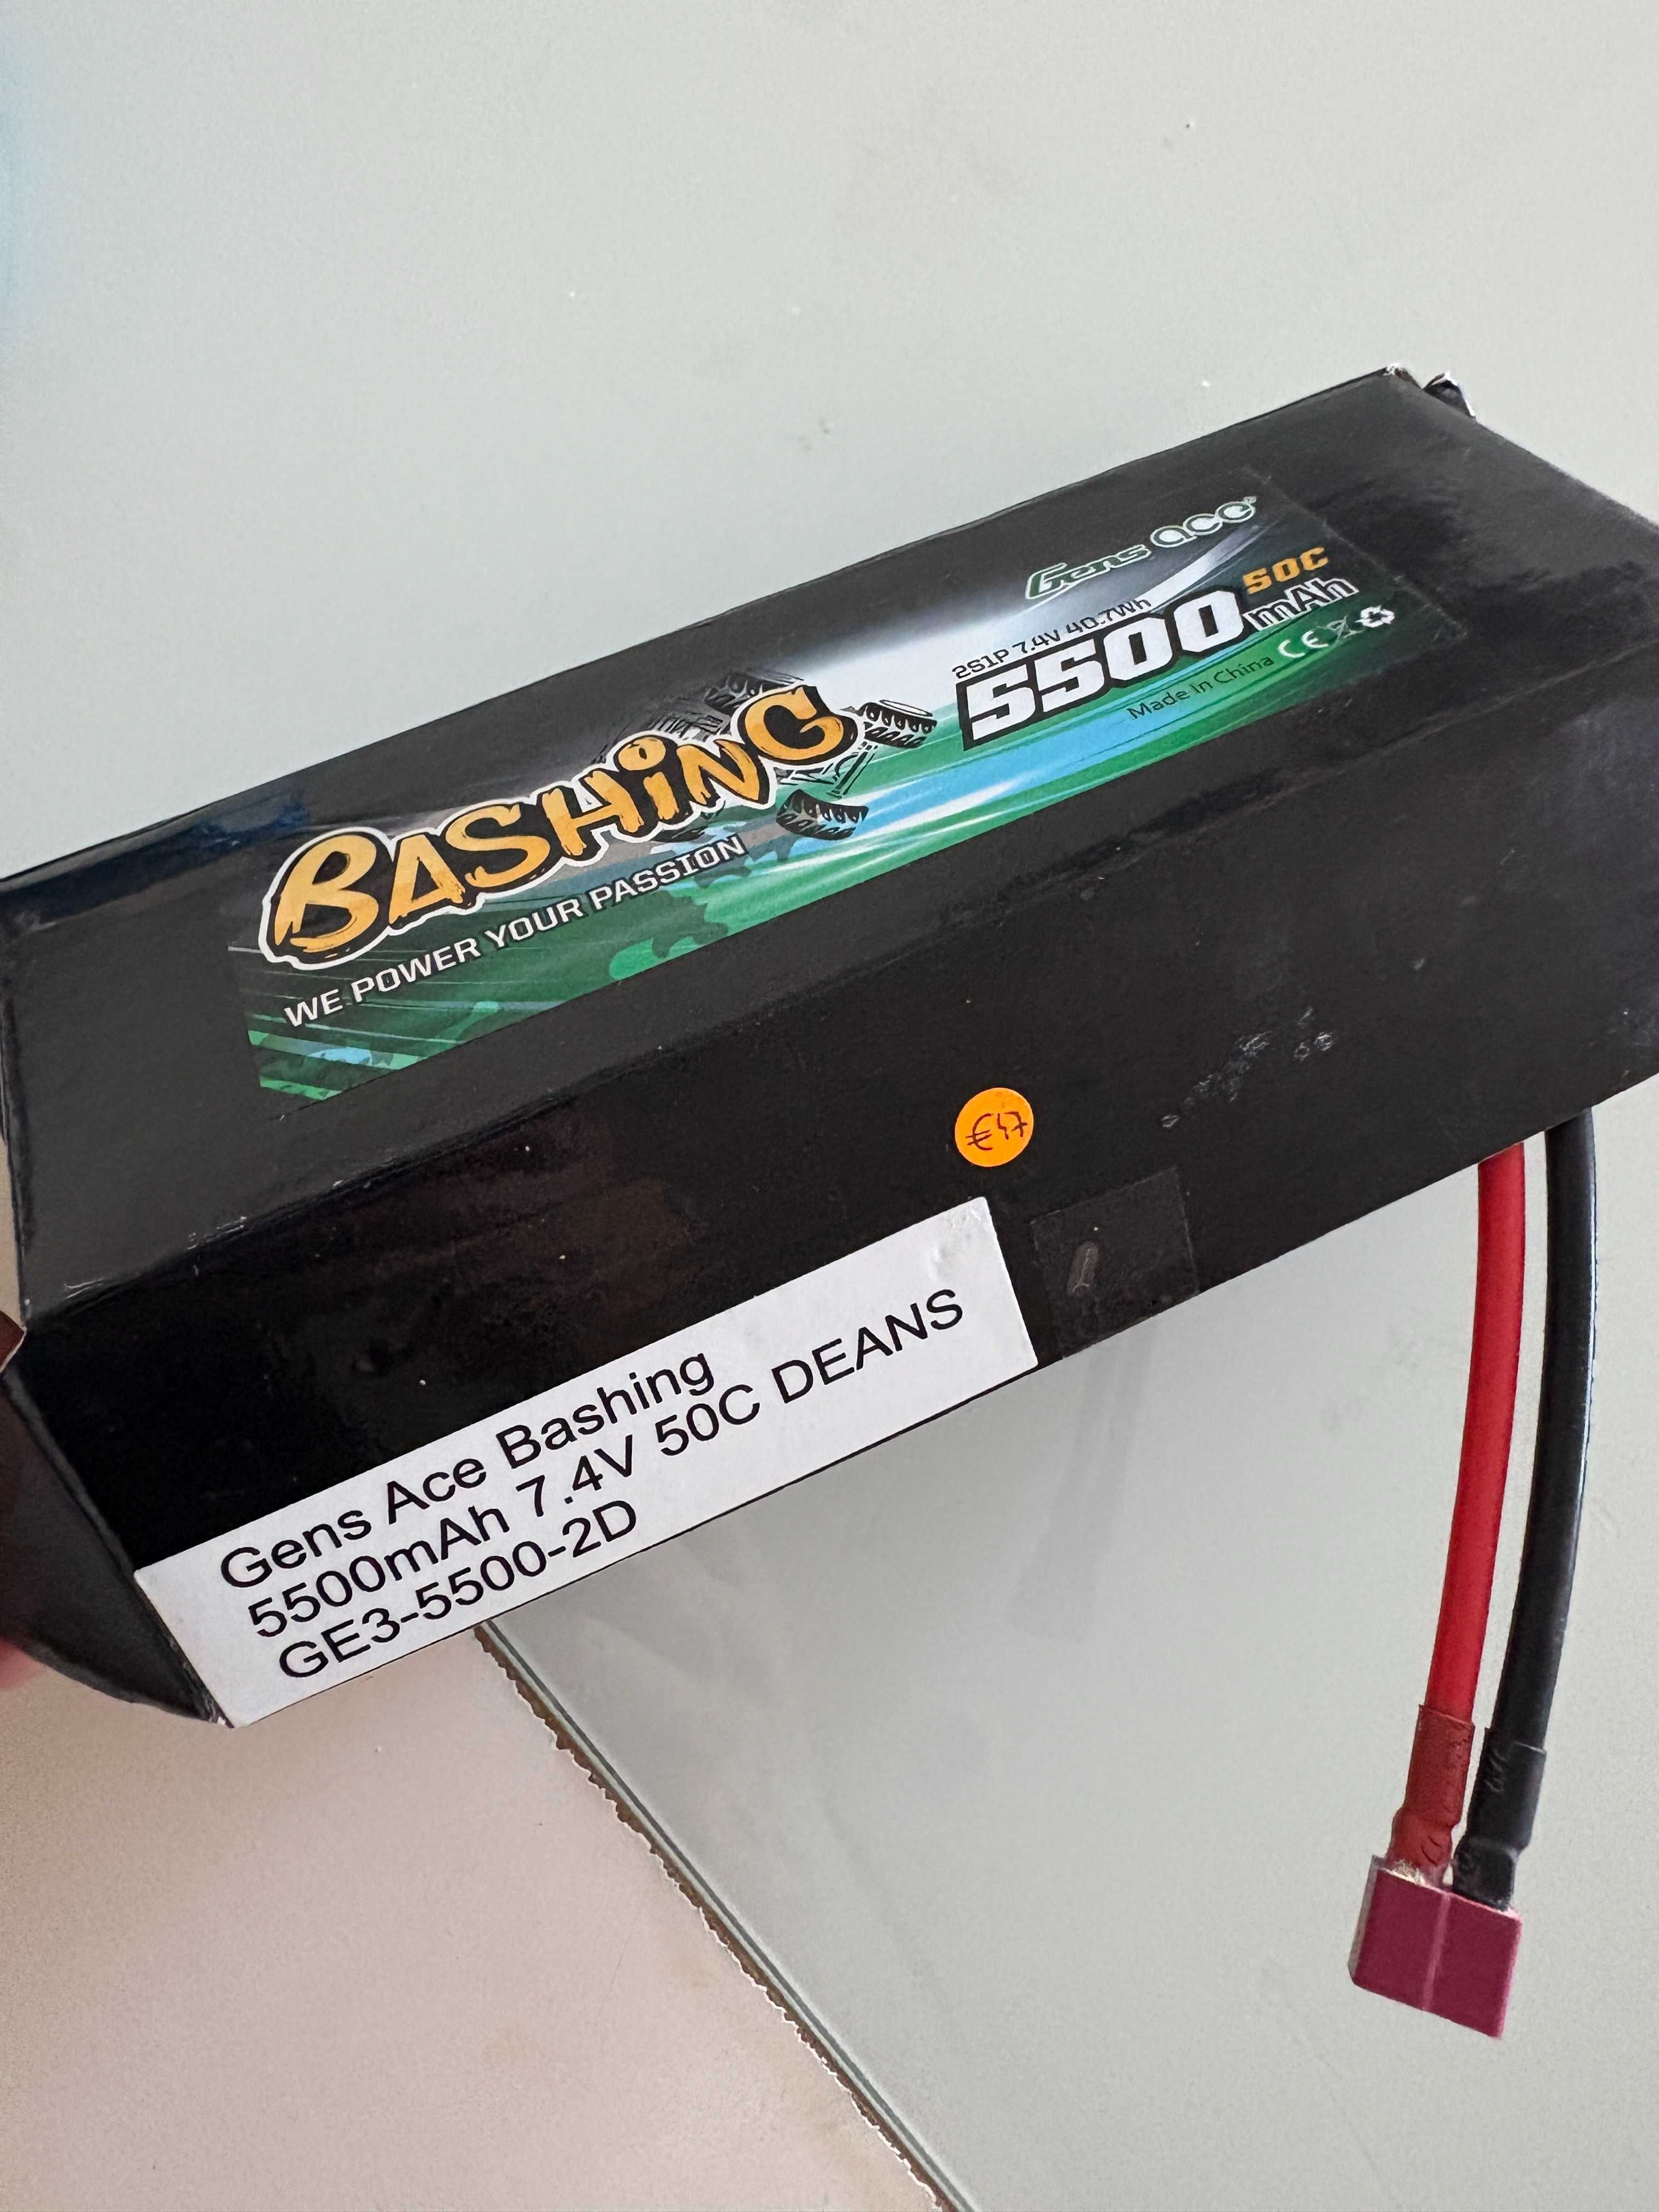 Gens ace
50C
2S1P 7.4V 40.7Wh
5500mAh
Made in China CE
BASHiNG
WE POWER YOUR PASSION
€47
Gens Ace Bashing
5500mAh 7.4V 50C DEANS
GE3-5500-2D